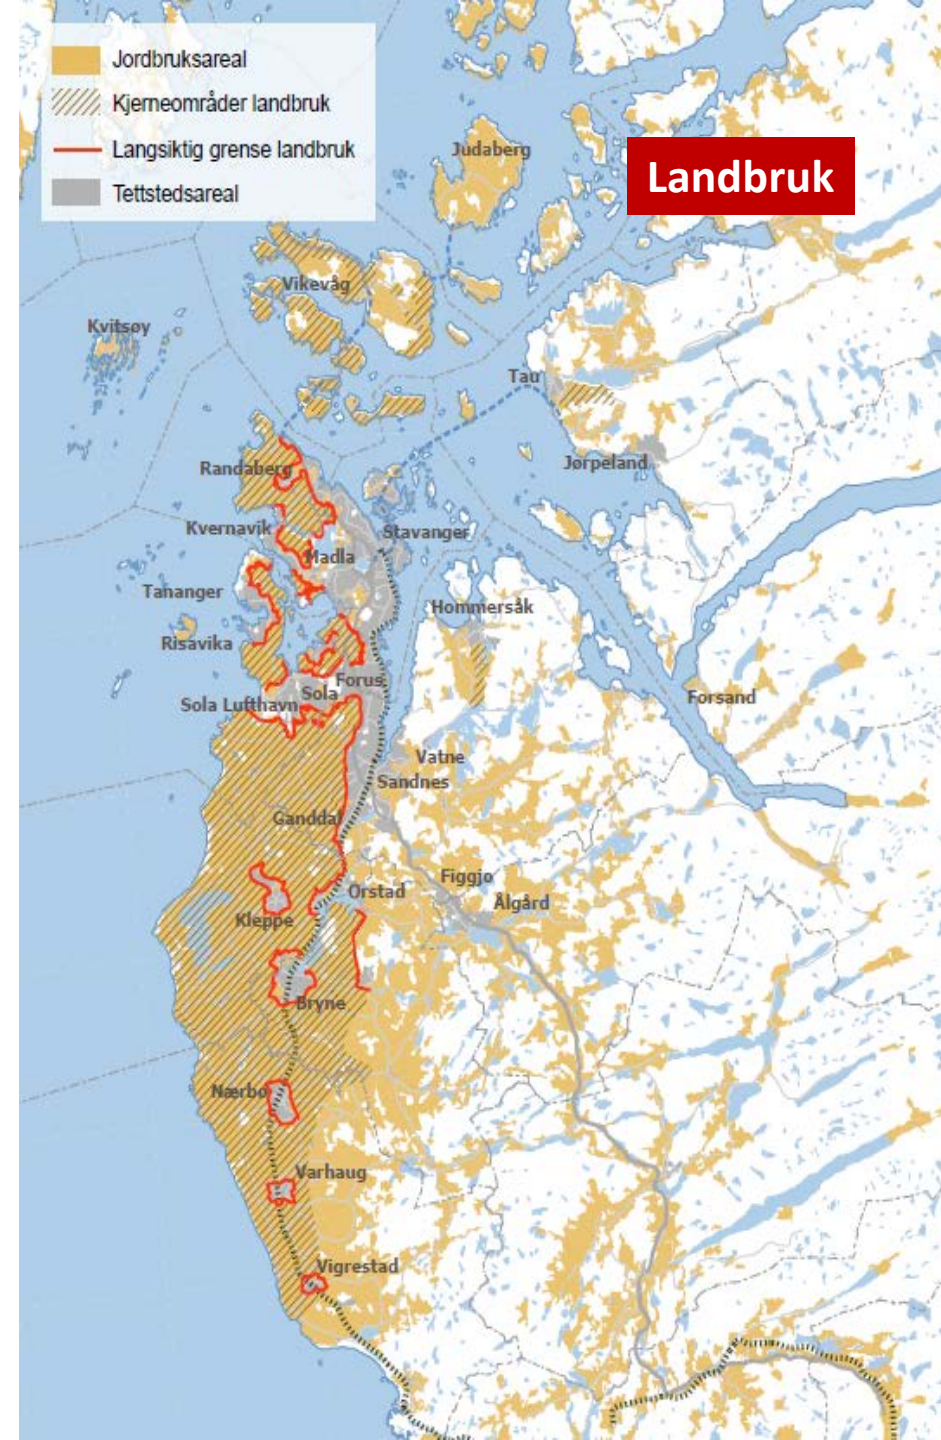 Jordbruksareal
Kjerneområder landbruk
Langsiktig grense landbruk
Tettstedsareal
Landbruk
Judaberg
Vikevåg
Kvitsøy
Tau
Jørpeland
Randaberg
Kvernavik
Stavanger
Madla
Tananger
Hommersåk
Risavika
Forus
Sola
Forsand
Sola Lufthavn
Vatne
Sandnes
Ganddal
Figgjo
Orstad
Ålgård
Kleppe
Bryne
Nærbø
Varhaug
Vigrestad